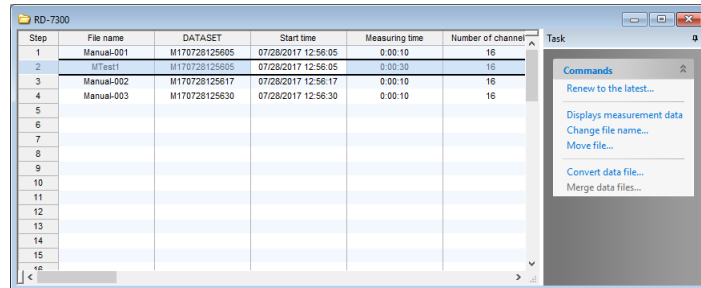 RD-7300
Step File name DATASET Start time Measuring time Number of channel
1 Manual-001 M170728125605 07/28/2017 12:56:05 0:00:10 16
2 MTest1 M170728125605 07/28/2017 12:56:05 0:00:30 16
3 Manual-002 M170728125617 07/28/2017 12:56:17 0:00:10 16
4 Manual-003 M170728125630 07/28/2017 12:56:30 0:00:10 16
5
6
7
8
9
10
11
12
13
14
15
16
Task
Commands
Renew to the latest...
Displays measurement data
Change file name...
Move file...
Convert data file...
Merge data files...